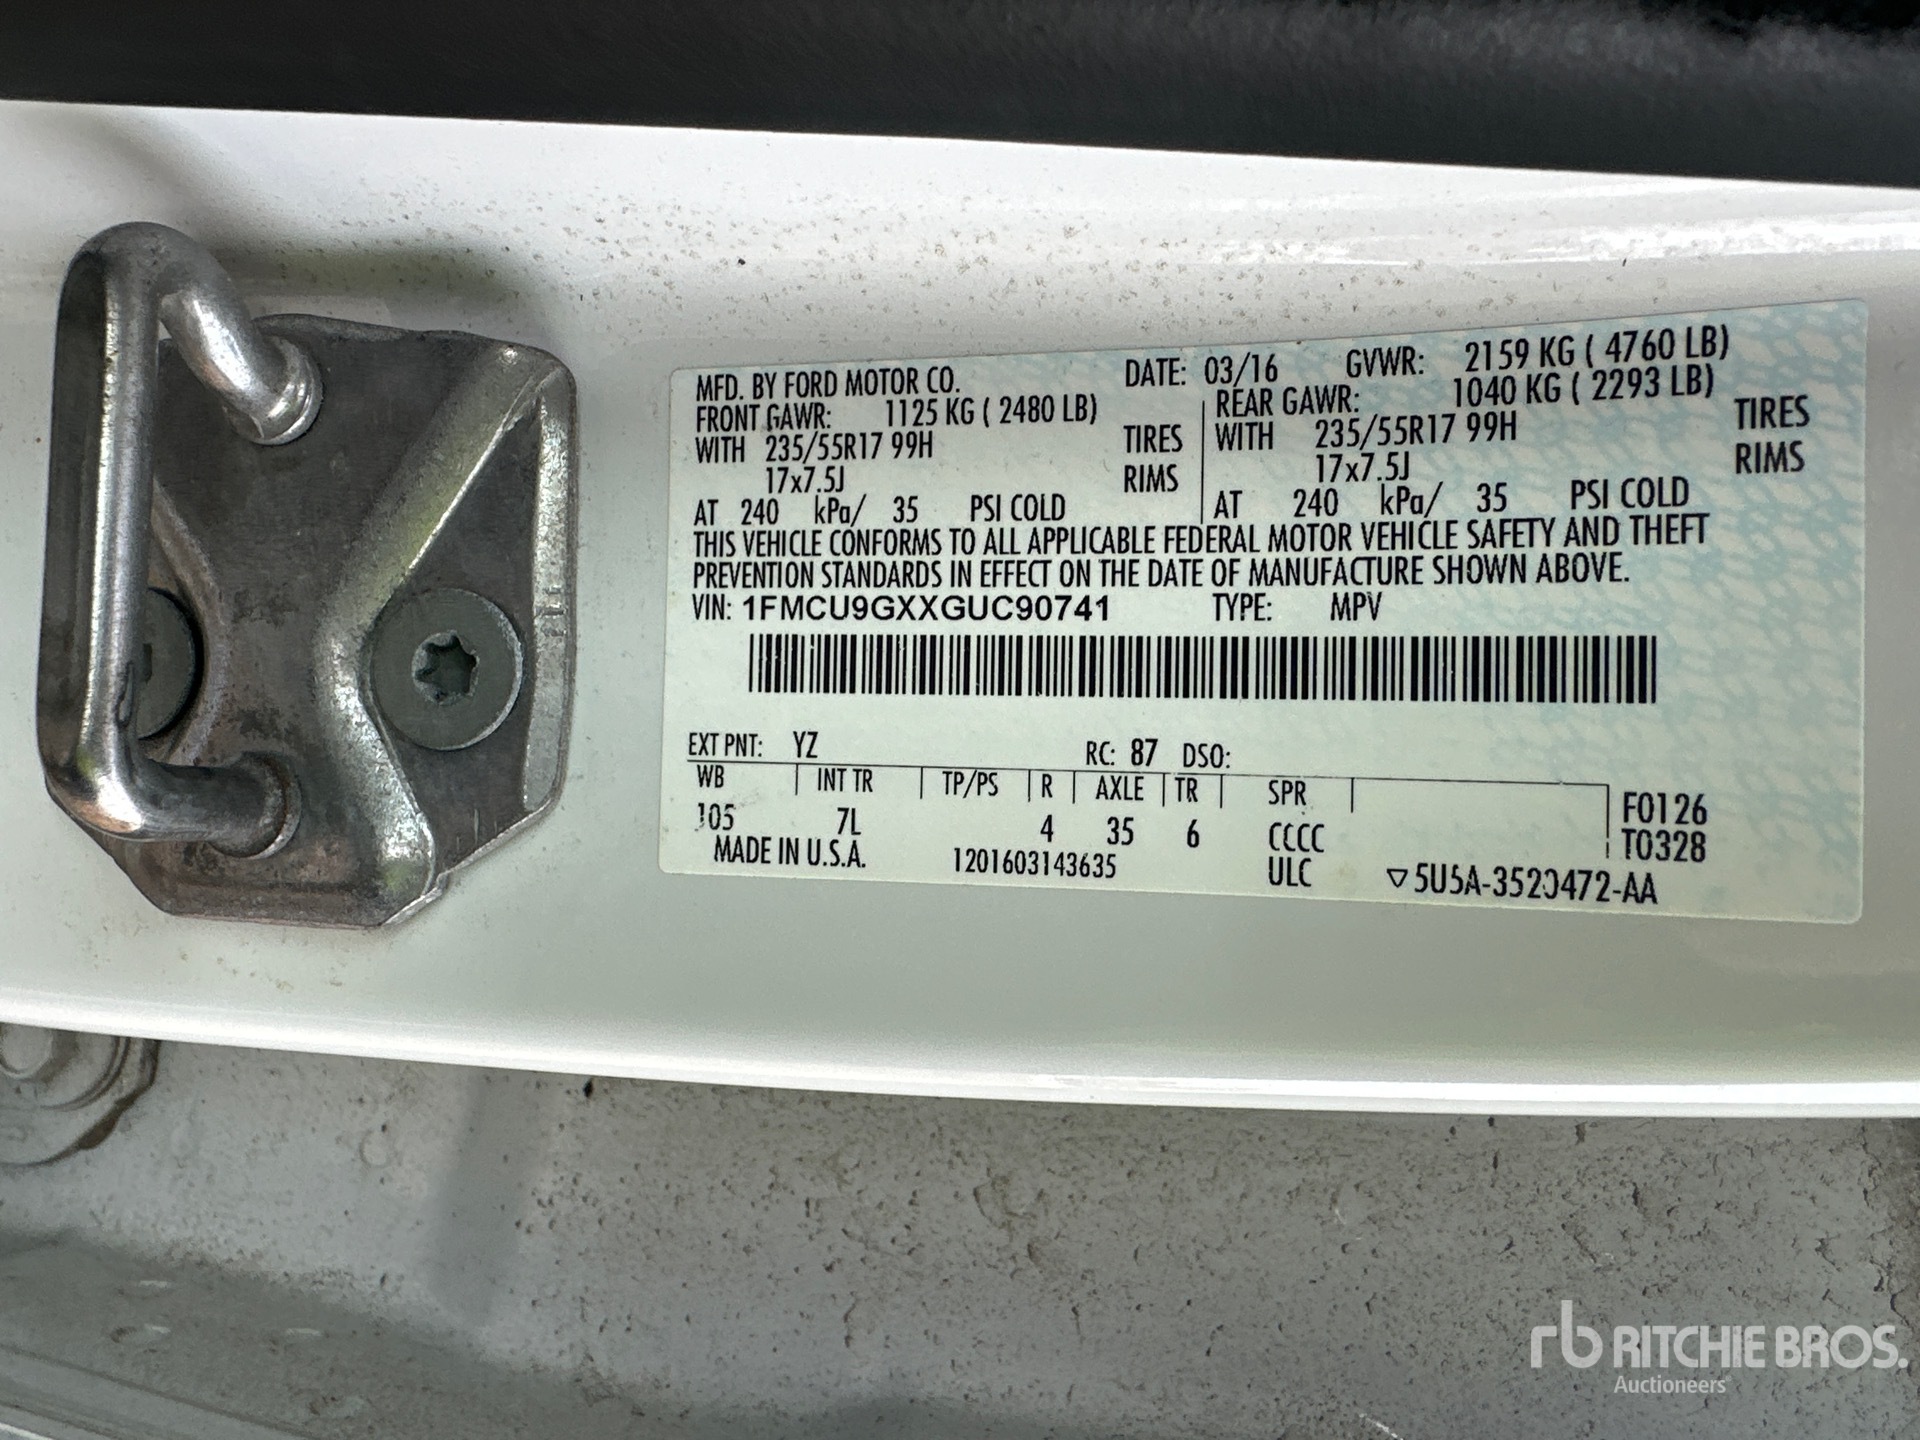 MFD. BY FORD MOTOR CO. DATE: 03/16 GVWR: 2159 KG ( 4760 LB)
FRONT GAWR: 1125 KG ( 2480 LB) REAR GAWR: 1040 KG ( 2293 LB)
WITH 235/55R17 99H TIRES WITH 235/55R17 99H TIRES
17x7.5J RIMS 17x7.5J RIMS
AT 240 kPa/ 35 PSI COLD AT 240 kPa/ 35 PSI COLD
THIS VEHICLE CONFORMS TO ALL APPLICABLE FEDERAL MOTOR VEHICLE SAFETY AND THEFT
PREVENTION STANDARDS IN EFFECT ON THE DATE OF MANUFACTURE SHOWN ABOVE.
VIN: 1FMCU9GXXGUC90741 TYPE: MPV
EXT PNT: YZ RC: 87 DSO:
WB INT TR TP/PS R AXLE TR SPR
105 7L 4 35 6 CCCC
F0126
T0328
MADE IN U.S.A. 1201603143635 ULC ▽5U5A-3520472-AA
rb RITCHIE BROS.
Auctioneers